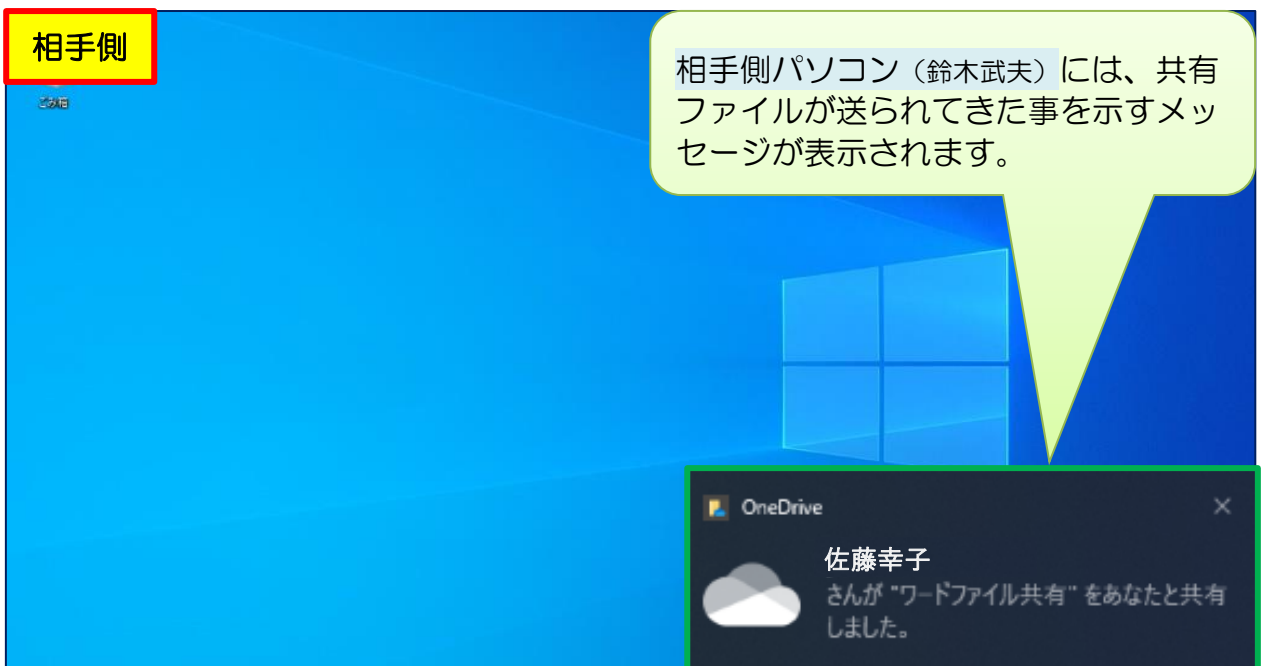 相手側
ごみ箱
相手側パソコン（鈴木武夫）には、共有
ファイルが送られてきた事を示すメッ
セージが表示されます。
OneDrive
佐藤幸子
さんが "ワードファイル共有" をあなたと共有
しました。